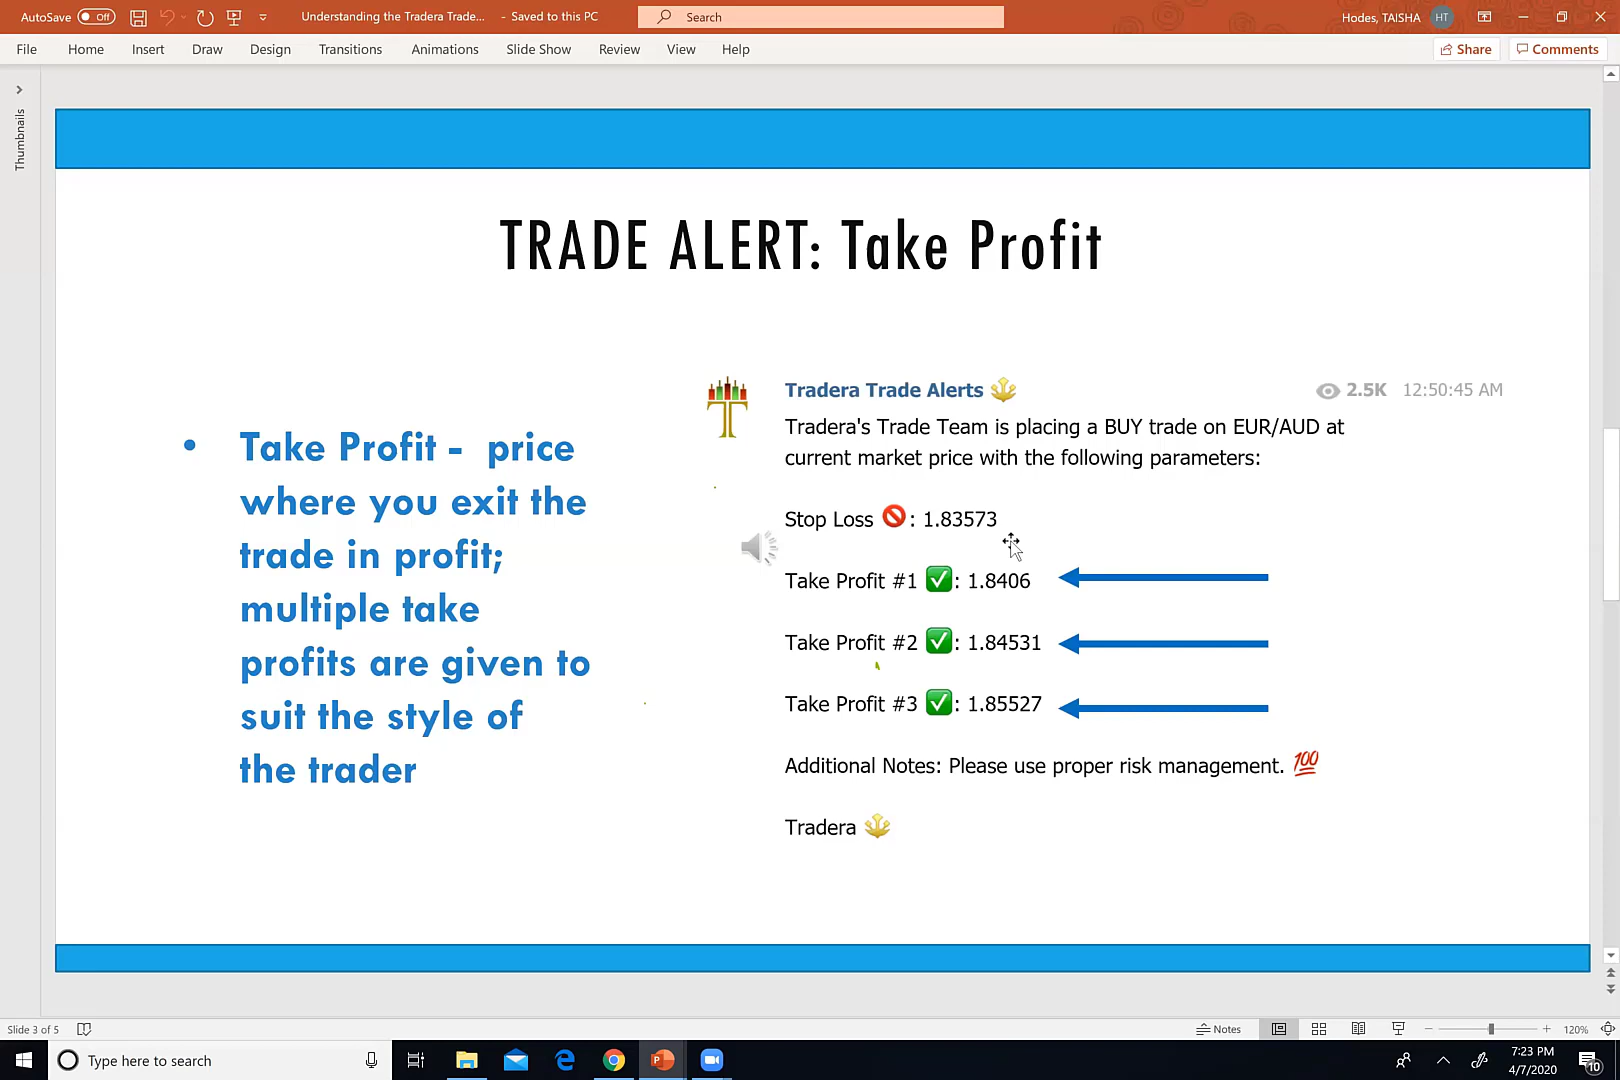 AutoSave Off Understanding the Tradera Trade... - Saved to this PC Search Hodes, TAISHA HT
File Home Insert Draw Design Transitions Animations Slide Show Review View Help Share Comments
Thumbnails
TRADE ALERT: Take Profit
• Take Profit - price
where you exit the
trade in profit;
multiple take
profits are given to
suit the style of
the trader
Tradera Trade Alerts 2.5K 12:50:45 AM
Tradera's Trade Team is placing a BUY trade on EUR/AUD at
current market price with the following parameters:
Stop Loss 🚫: 1.83573
Take Profit #1 ✅: 1.8406
Take Profit #2 ✅: 1.84531
Take Profit #3 ✅: 1.85527
Additional Notes: Please use proper risk management. 💯
Tradera
Slide 3 of 5 Notes 120%
Type here to search 7:23 PM
4/7/2020 10